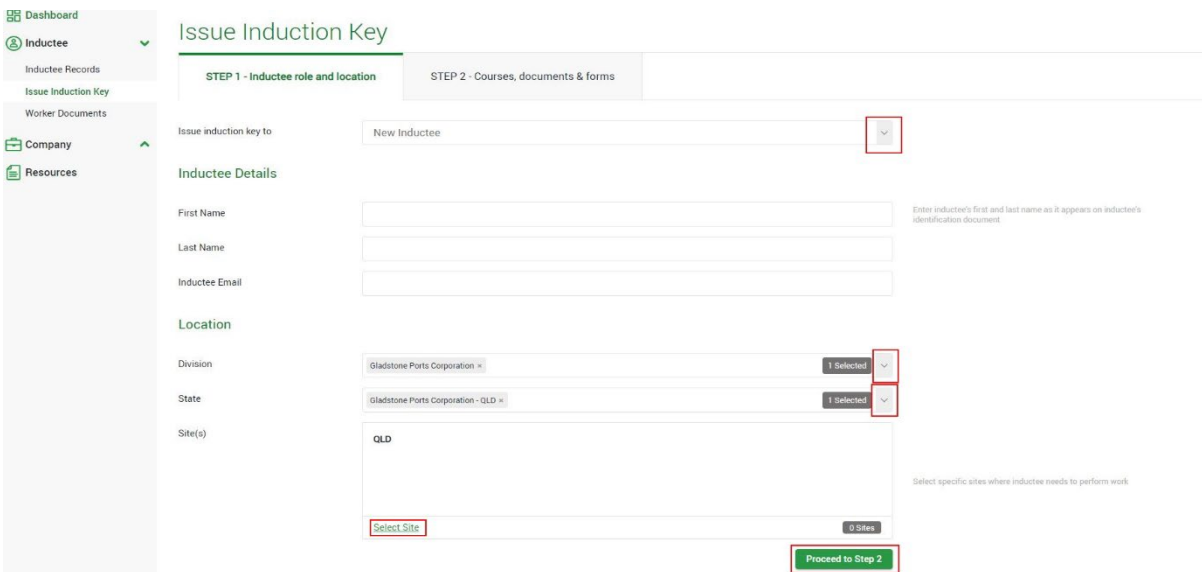 Dashboard
Inductee
Inductee Records
Issue Induction Key
Worker Documents
Company
Resources
Issue Induction Key
STEP 1 - Inductee role and location
STEP 2 - Courses, documents & forms
Issue induction key to
New Inductee
Inductee Details
First Name
Enter inductee's first and last name as it appears on inductee's
identification document
Last Name
Inductee Email
Location
Division
Gladstone Ports Corporation ×
1 Selected
State
Gladstone Ports Corporation - QLD ×
1 Selected
Site(s)
QLD
Select specific sites where inductee needs to perform work
Select Site
0 Sites
Proceed to Step 2